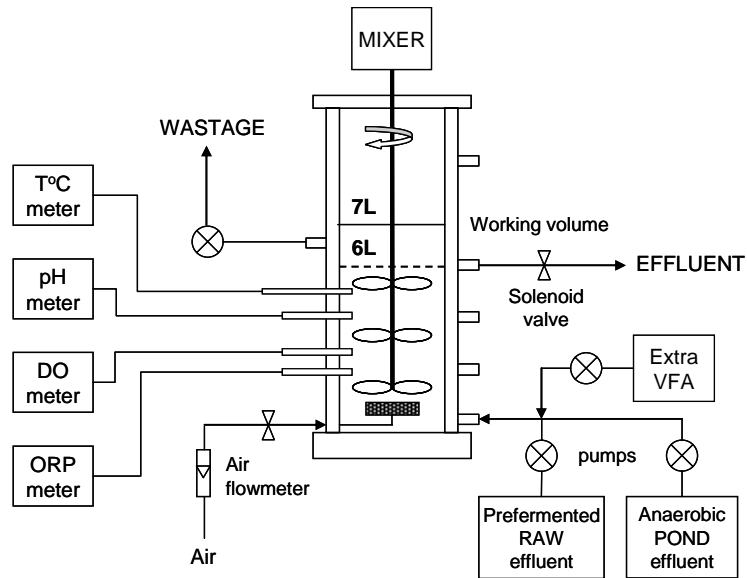 MIXER
WASTAGE
TºC
meter
7L
Working volume
6L
EFFLUENT
pH
meter
Solenoid
valve
DO
meter
Extra
VFA
ORP
meter
Air
flowmeter
pumps
Prefermented
RAW
effluent
Anaerobic
POND
effluent
Air